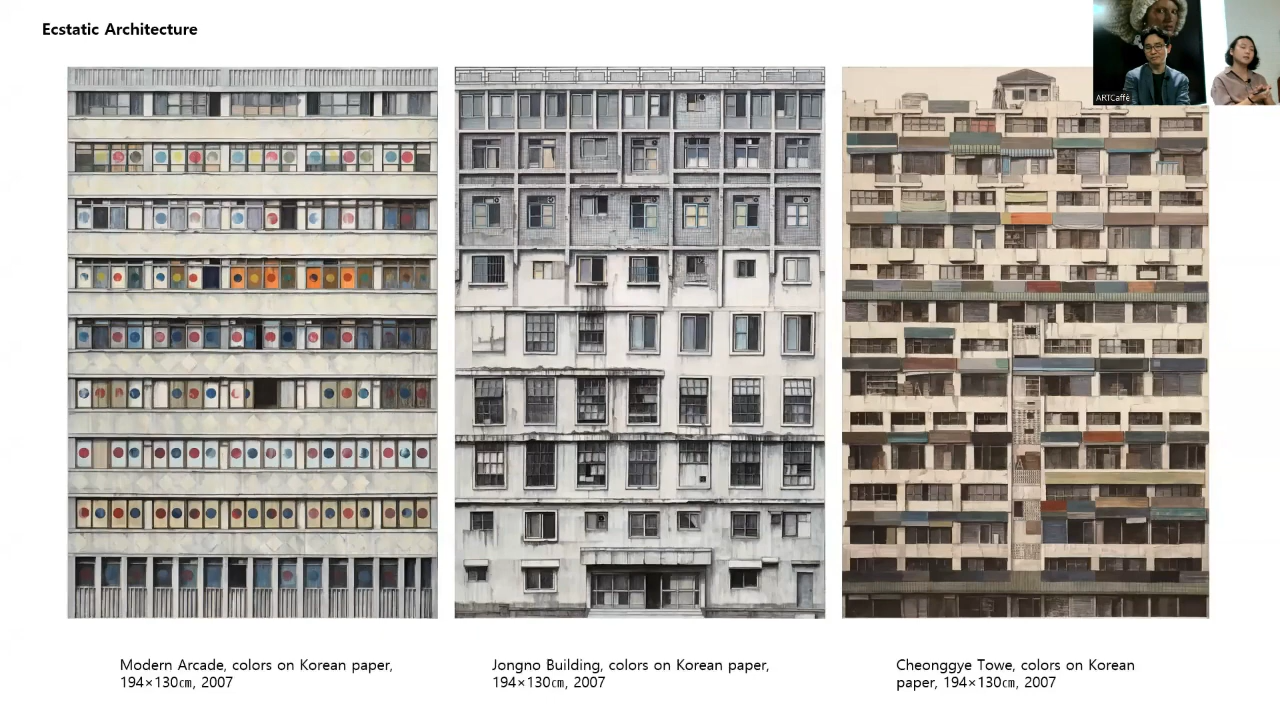 Ecstatic Architecture
ARTCaffè
Modern Arcade, colors on Korean paper,
194×130㎝, 2007
Jongno Building, colors on Korean paper,
194×130㎝, 2007
Cheonggye Towe, colors on Korean
paper, 194×130㎝, 2007